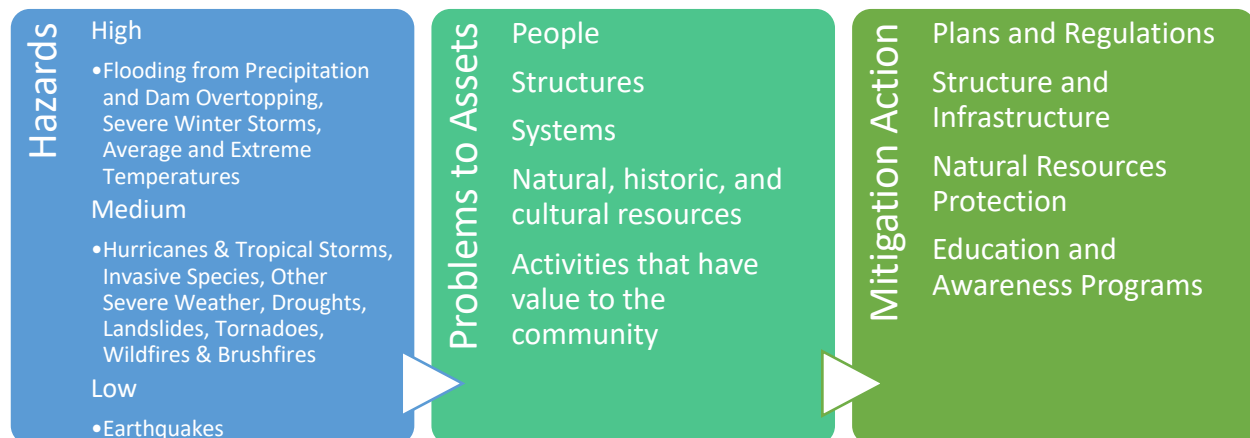 Hazards
High
•Flooding from Precipitation
and Dam Overtopping,
Severe Winter Storms,
Average and Extreme
Temperatures
Medium
•Hurricanes & Tropical Storms,
Invasive Species, Other
Severe Weather, Droughts,
Landslides, Tornadoes,
Wildfires & Brushfires
Low
•Earthquakes
Problems to Assets
People
Structures
Systems
Natural, historic, and
cultural resources
Activities that have
value to the
community
Mitigation Action
Plans and Regulations
Structure and
Infrastructure
Natural Resources
Protection
Education and
Awareness Programs